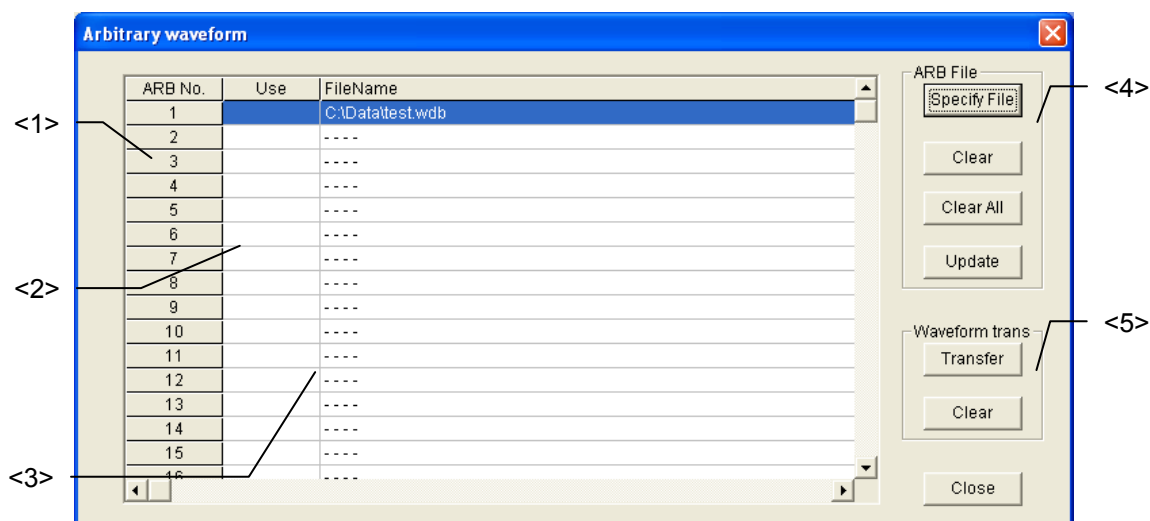 Arbitrary waveform
ARB No. Use FileName
1 C:\Data\test.wdb
2 - - - -
3 - - - -
4 - - - -
5 - - - -
6 - - - -
7 - - - -
8 - - - -
9 - - - -
10 - - - -
11 - - - -
12 - - - -
13 - - - -
14 - - - -
15 - - - -
16 - - - -
ARB File
Specify File
Clear
Clear All
Update
Waveform trans
Transfer
Clear
Close
<1>
<2>
<3>
<4>
<5>